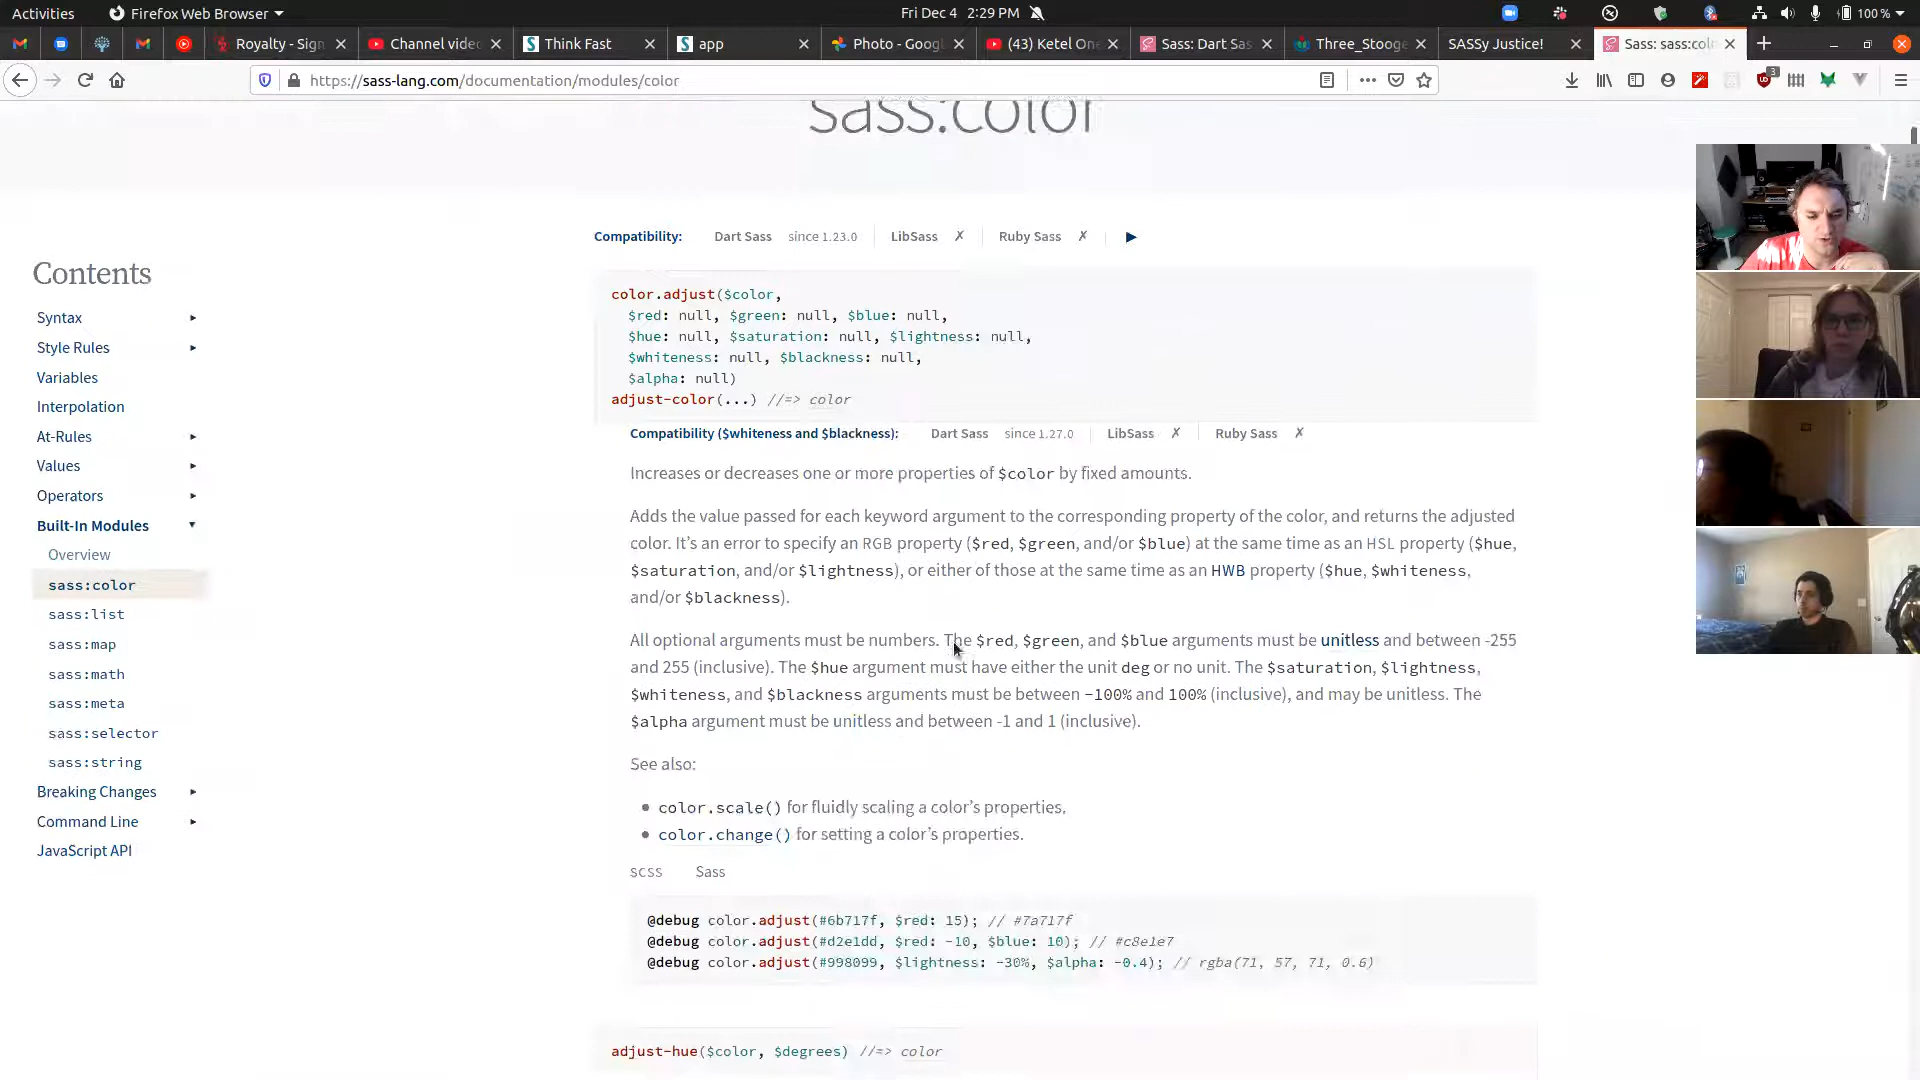 Activities
Firefox Web Browser
Fri Dec 4 2:29 PM
100 %
Royalty - Sign
Channel vide
Think Fast
app
Photo - Goog
(43) Ketel On
Sass: Dart Sas
Three_Stooge
SASSy Justice!
Sass: sass:col
https://sass-lang.com/documentation/modules/color
3
sass:color
Compatibility:
Dart Sass since 1.23.0
LibSass ✗
Ruby Sass ✗
Contents
Syntax
Style Rules
Variables
Interpolation
At-Rules
Values
Operators
Built-In Modules
Overview
sass:color
sass:list
sass:map
sass:math
sass:meta
sass:selector
sass:string
Breaking Changes
Command Line
JavaScript API
color.adjust($color,
$red: null, $green: null, $blue: null,
$hue: null, $saturation: null, $lightness: null,
$whiteness: null, $blackness: null,
$alpha: null)
adjust-color(...) //=> color
Compatibility ($whiteness and $blackness): Dart Sass since 1.27.0 LibSass ✗ Ruby Sass ✗
Increases or decreases one or more properties of $color by fixed amounts.
Adds the value passed for each keyword argument to the corresponding property of the color, and returns the adjusted
color. It’s an error to specify an RGB property ($red, $green, and/or $blue) at the same time as an HSL property ($hue,
$saturation, and/or $lightness), or either of those at the same time as an HWB property ($hue, $whiteness,
and/or $blackness).
All optional arguments must be numbers. The $red, $green, and $blue arguments must be unitless and between -255
and 255 (inclusive). The $hue argument must have either the unit deg or no unit. The $saturation, $lightness,
$whiteness, and $blackness arguments must be between -100% and 100% (inclusive), and may be unitless. The
$alpha argument must be unitless and between -1 and 1 (inclusive).
See also:
color.scale() for fluidly scaling a color’s properties.
color.change() for setting a color’s properties.
SCSS Sass
@debug color.adjust(#6b717f, $red: 15); // #7a717f
@debug color.adjust(#d2e1dd, $red: -10, $blue: 10); // #c8e1e7
@debug color.adjust(#998099, $lightness: -30%, $alpha: -0.4); // rgba(71, 57, 71, 0.6)
adjust-hue($color, $degrees) //=> color